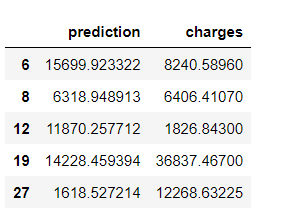 prediction charges
6 15699.923322 8240.58960
8 6318.948913 6406.41070
12 11870.257712 1826.84300
19 14228.459394 36837.46700
27 1618.527214 12268.63225